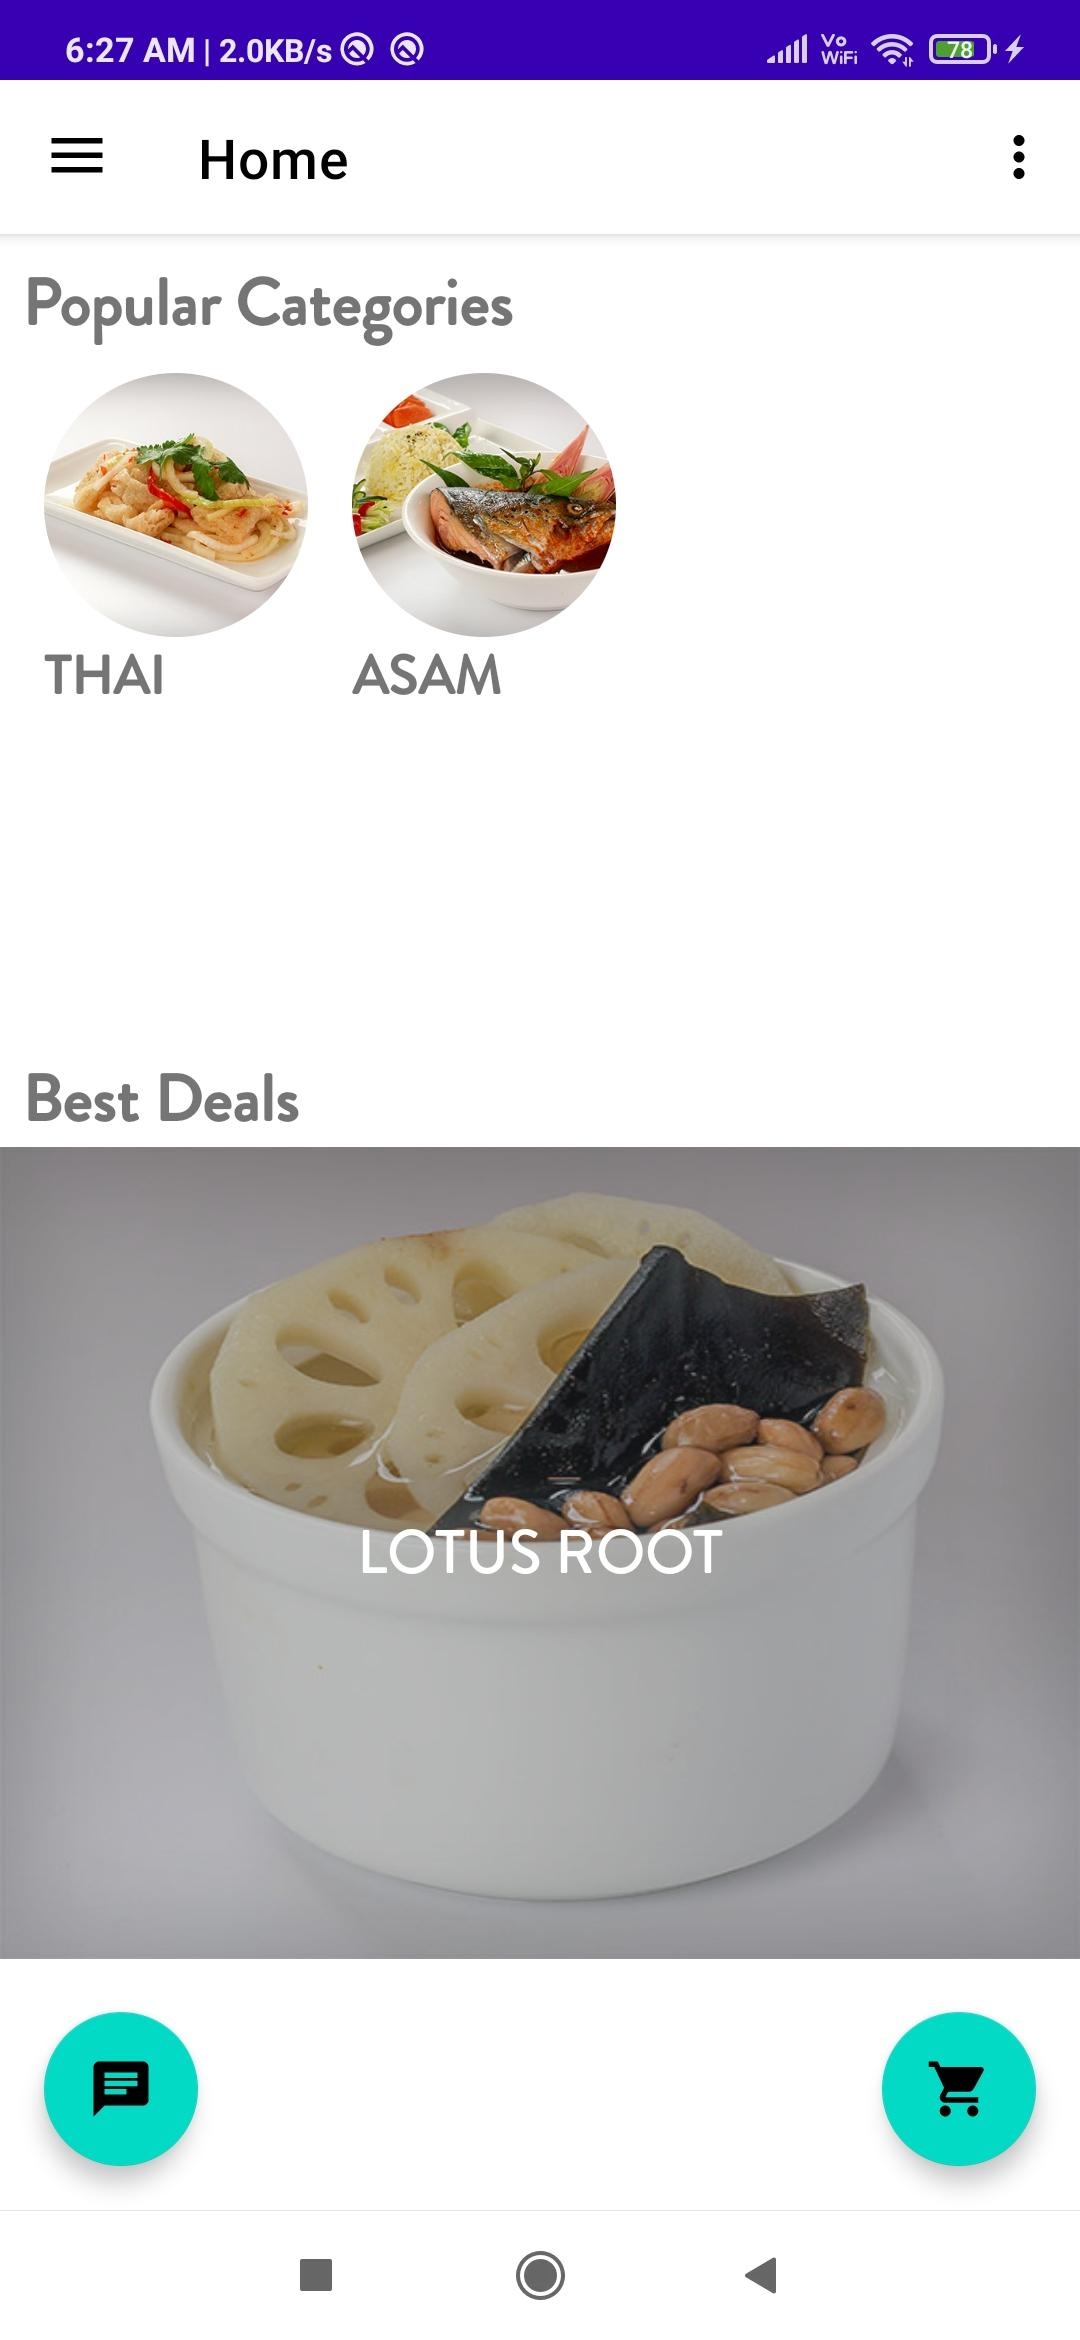 6:27 AM | 2.0KB/s
Vo
WiFi
78
Home
Popular Categories
THAI
ASAM
Best Deals
LOTUS ROOT